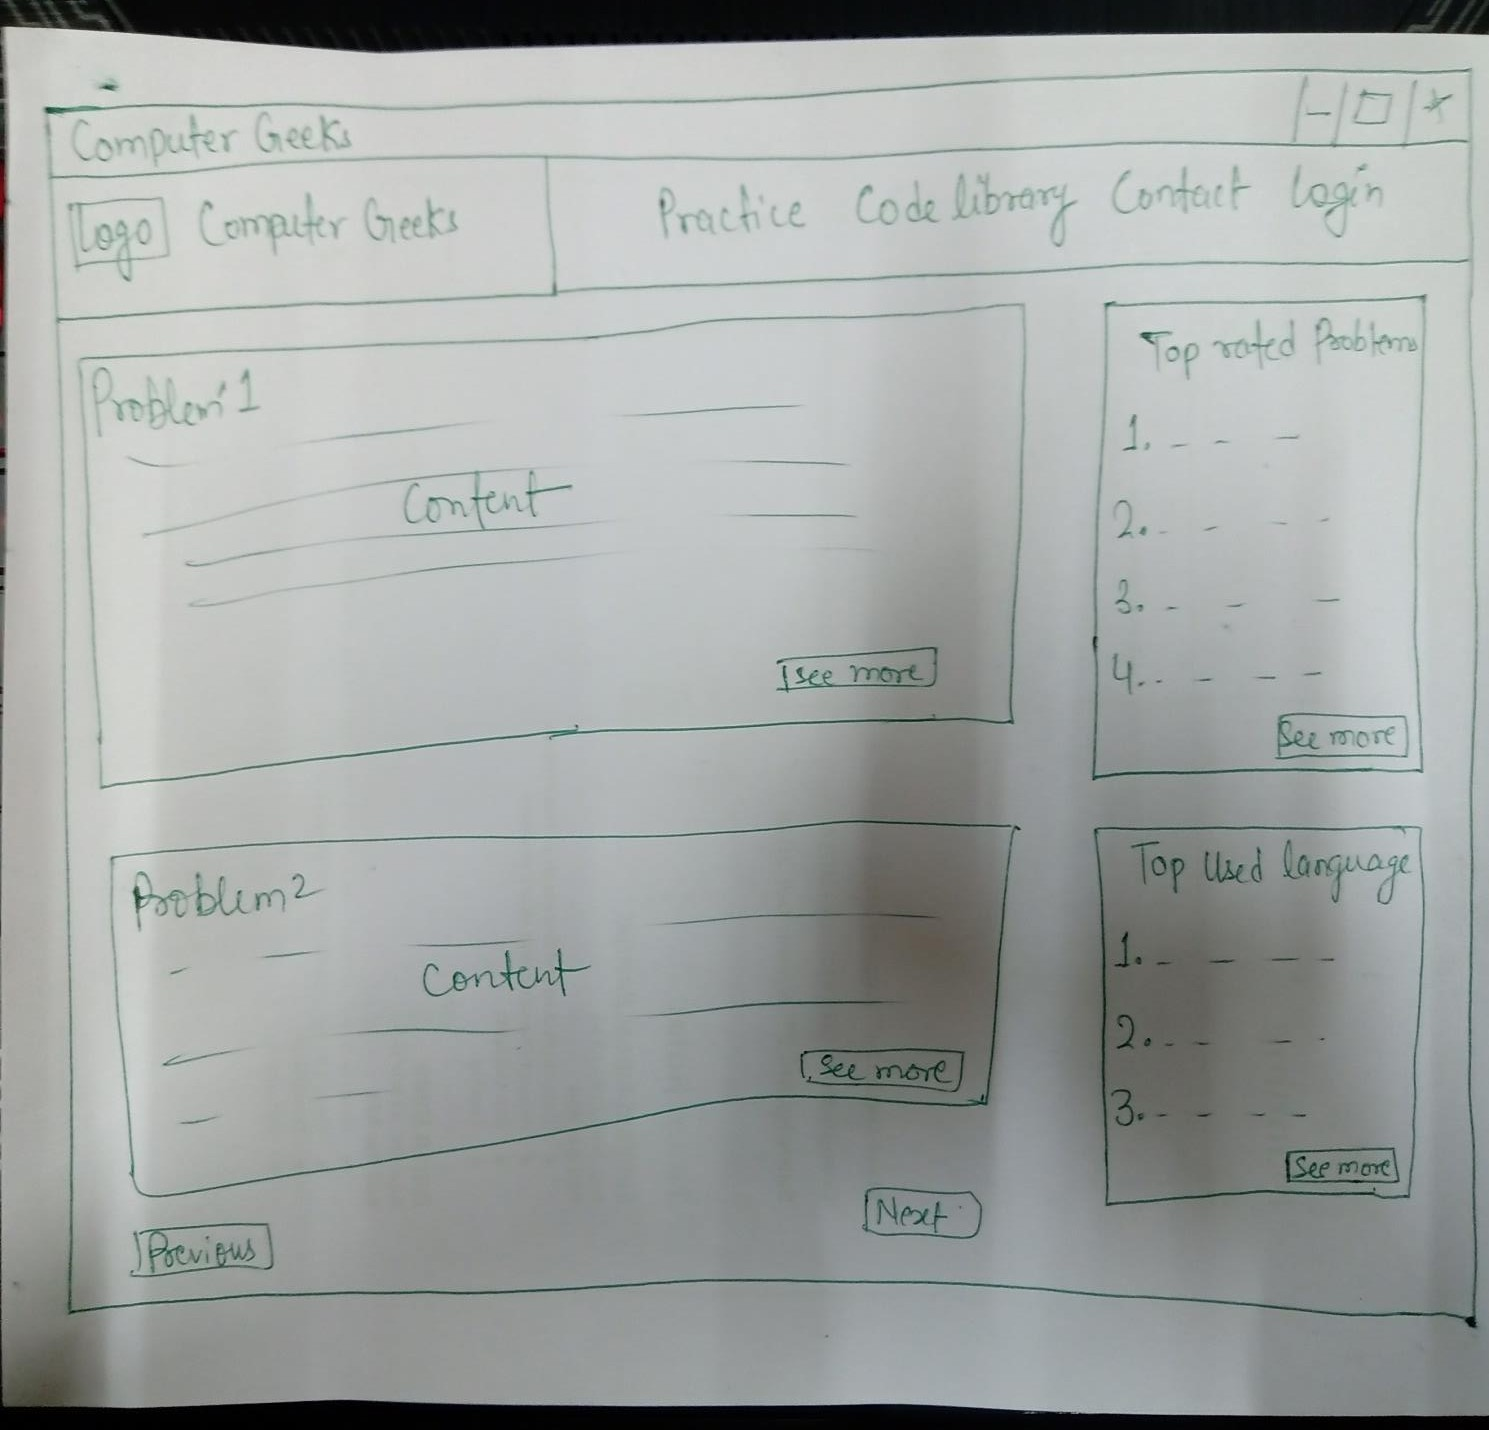 Computer Geeks
Logo Computer Geeks
Practice Code library Contact Login
Problem 1
Content
see more
Top rated Problems
1.
2.
3.
4.
See more
Problem 2
Content
See more
Top Used language
1.
2.
3.
See more
Previous
Next